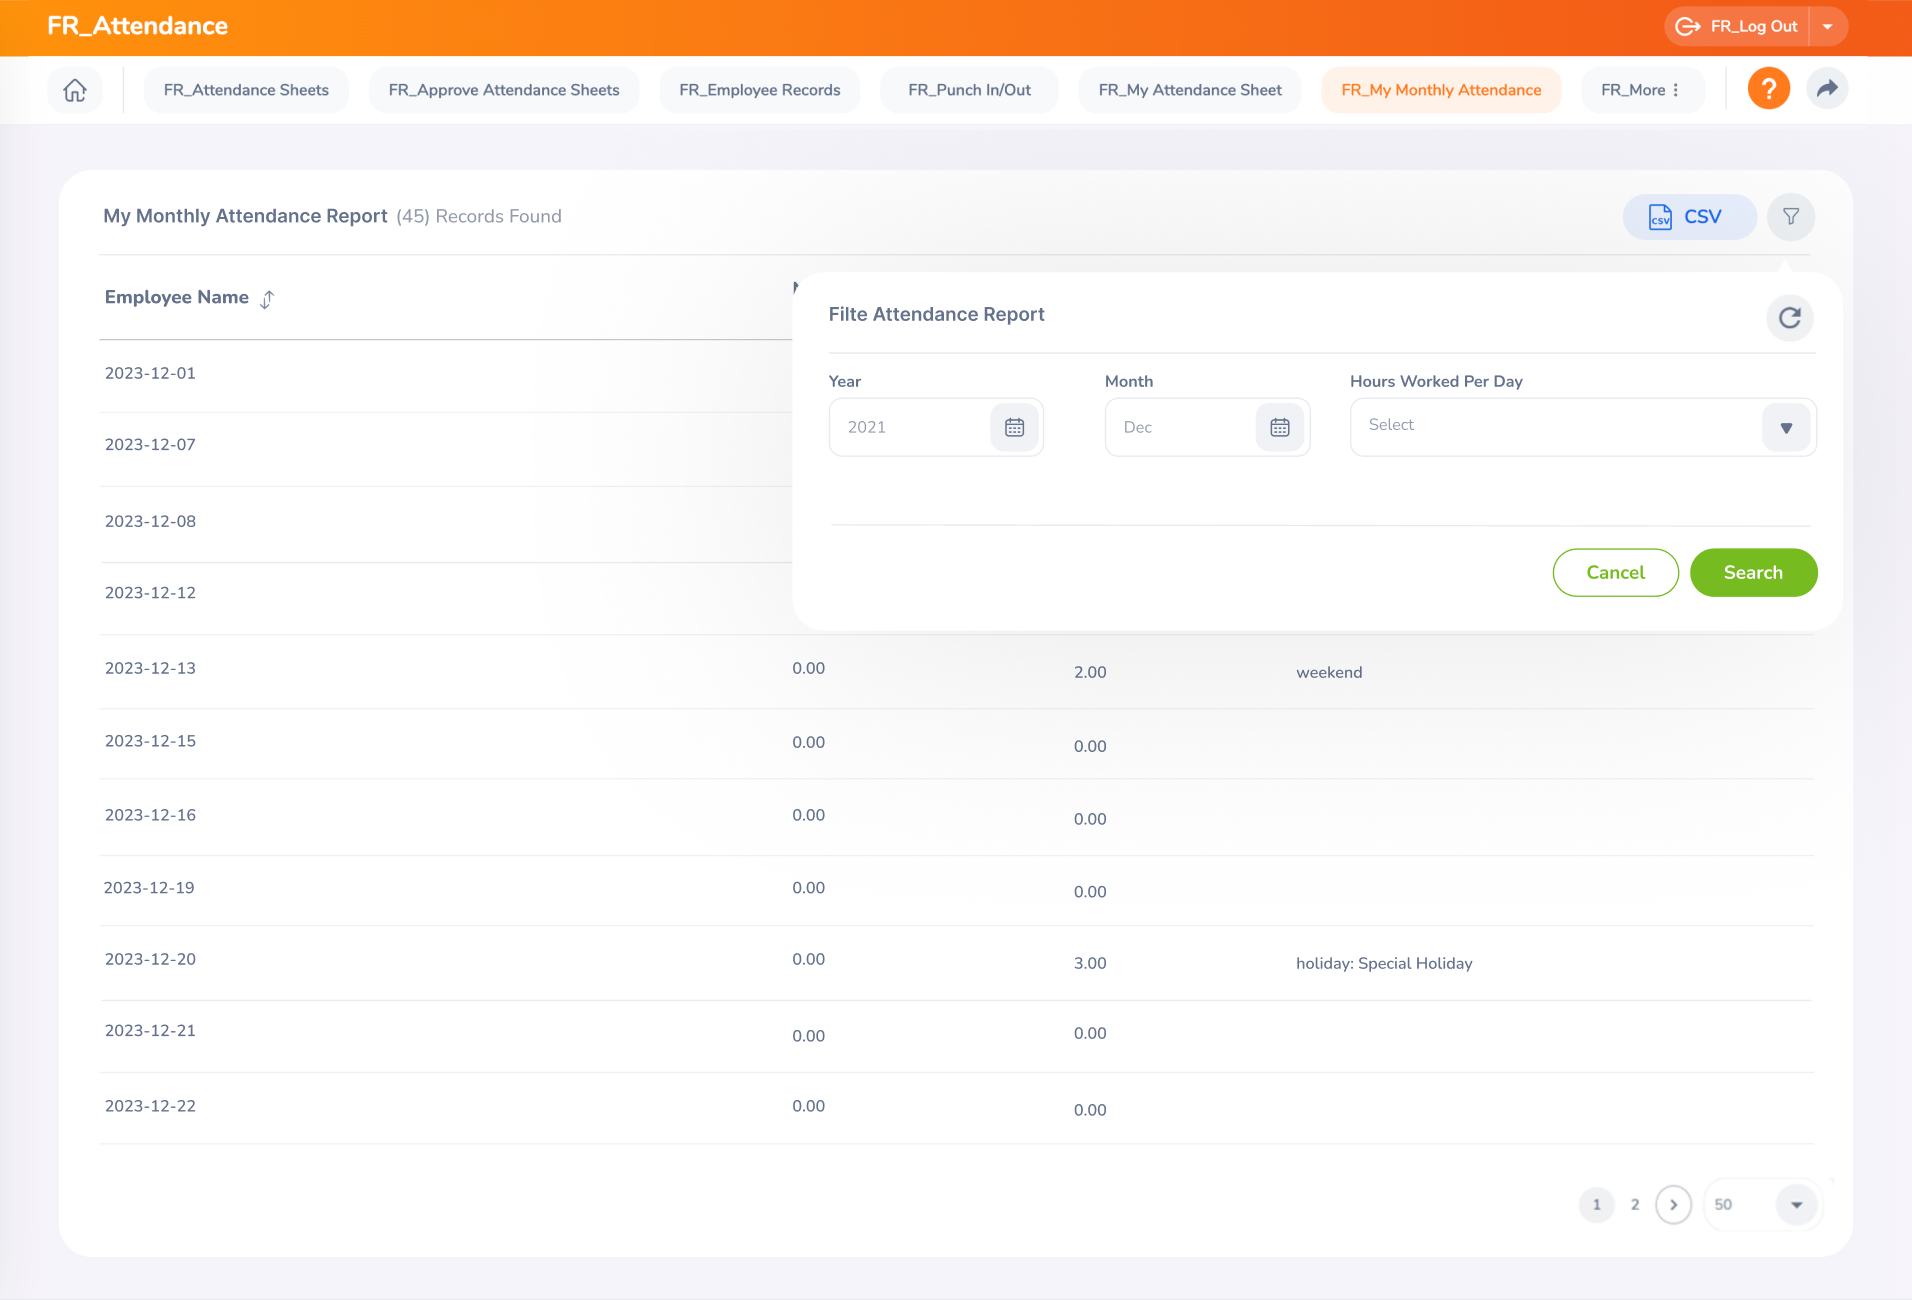 FR_Attendance
FR_Log Out
FR_Attendance Sheets
FR_Approve Attendance Sheets
FR_Employee Records
FR_Punch In/Out
FR_My Attendance Sheet
FR_My Monthly Attendance
FR_More
?
My Monthly Attendance Report (45) Records Found
CSV CSV
Employee Name
Filte Attendance Report
Year Month Hours Worked Per Day
2021 Dec Select
Cancel Search
2023-12-01
2023-12-07
2023-12-08
2023-12-12
2023-12-13 0.00 2.00 weekend
2023-12-15 0.00 0.00
2023-12-16 0.00 0.00
2023-12-19 0.00 0.00
2023-12-20 0.00 3.00 holiday: Special Holiday
2023-12-21 0.00 0.00
2023-12-22 0.00 0.00
1 2 50